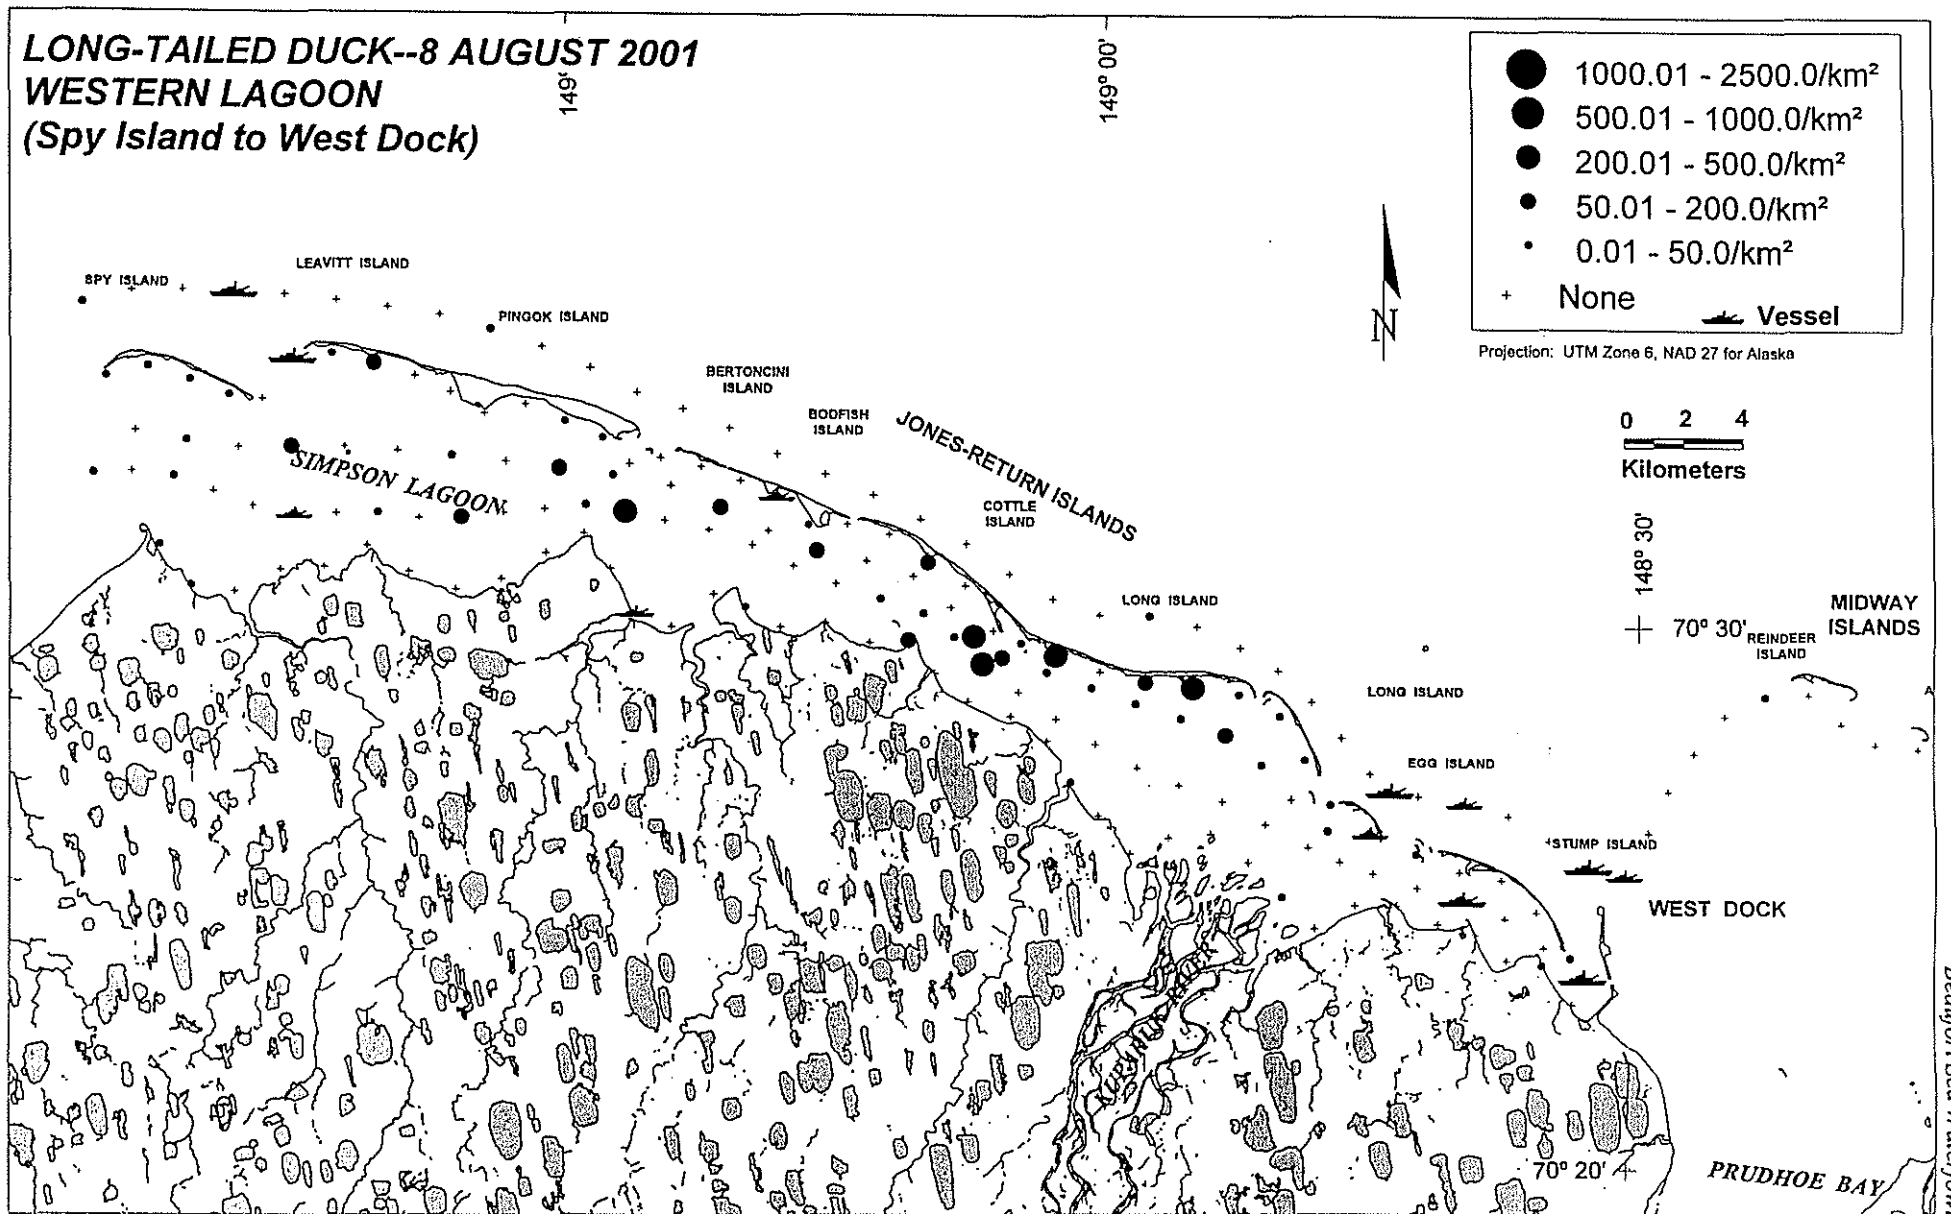 LONG-TAILED DUCK--8 AUGUST 2001
WESTERN LAGOON
(Spy Island to West Dock)
149°
149° 00'
1000.01 - 2500.0/km²
500.01 - 1000.0/km²
200.01 - 500.0/km²
50.01 - 200.0/km²
0.01 - 50.0/km²
+ None
Vessel
Projection: UTM Zone 6, NAD 27 for Alaska
N
0 2 4
Kilometers
SPY ISLAND
LEAVITT ISLAND
PINGOK ISLAND
BERTONCINI
ISLAND
BODFISH
ISLAND
JONES-RETURN ISLANDS
COTTLE
ISLAND
SIMPSON LAGOON
148° 30'
70° 30'
LONG ISLAND
MIDWAY
ISLANDS
REINDEER
ISLAND
LONG ISLAND
EGG ISLAND
STUMP ISLAND
WEST DOCK
KUPARUK RIVER
70° 20'
PRUDHOE BAY